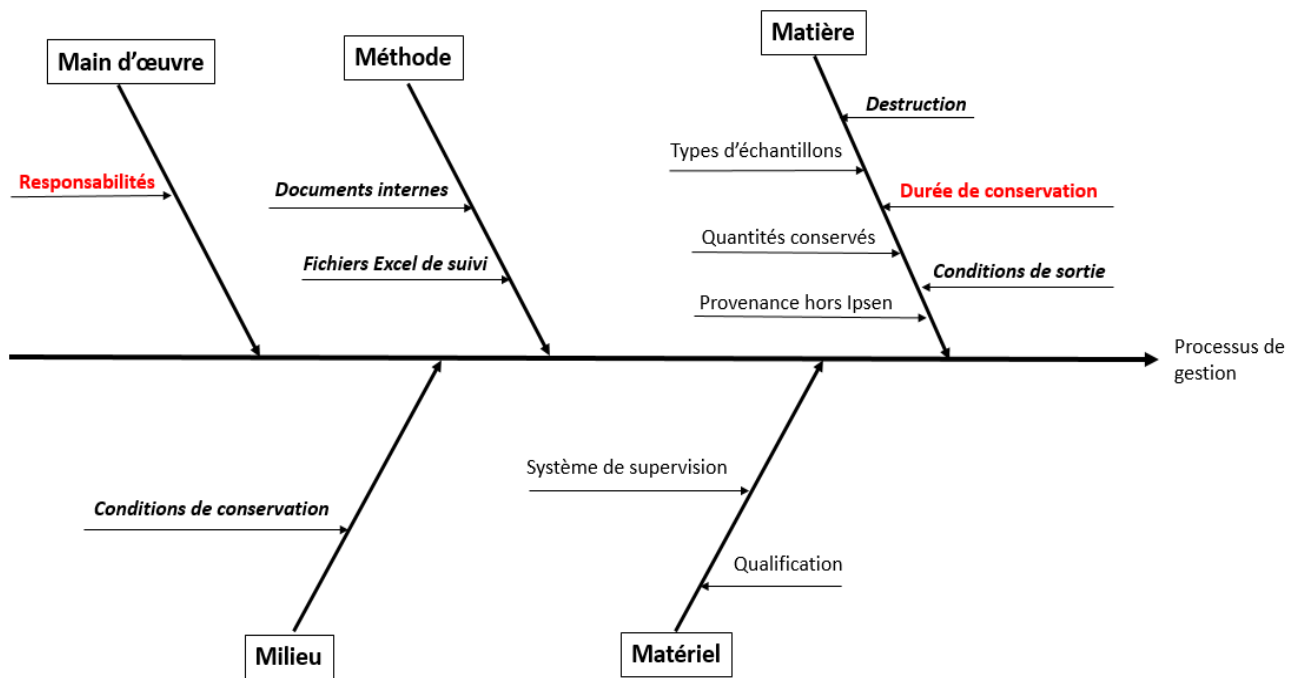 Main d'œuvre
Méthode
Matière
Responsabilités
Documents internes
Fichiers Excel de suivi
Destruction
Types d'échantillons
Durée de conservation
Quantités conservés
Conditions de sortie
Provenance hors Ipsen
Processus de
gestion
Conditions de conservation
Système de supervision
Qualification
Milieu
Matériel